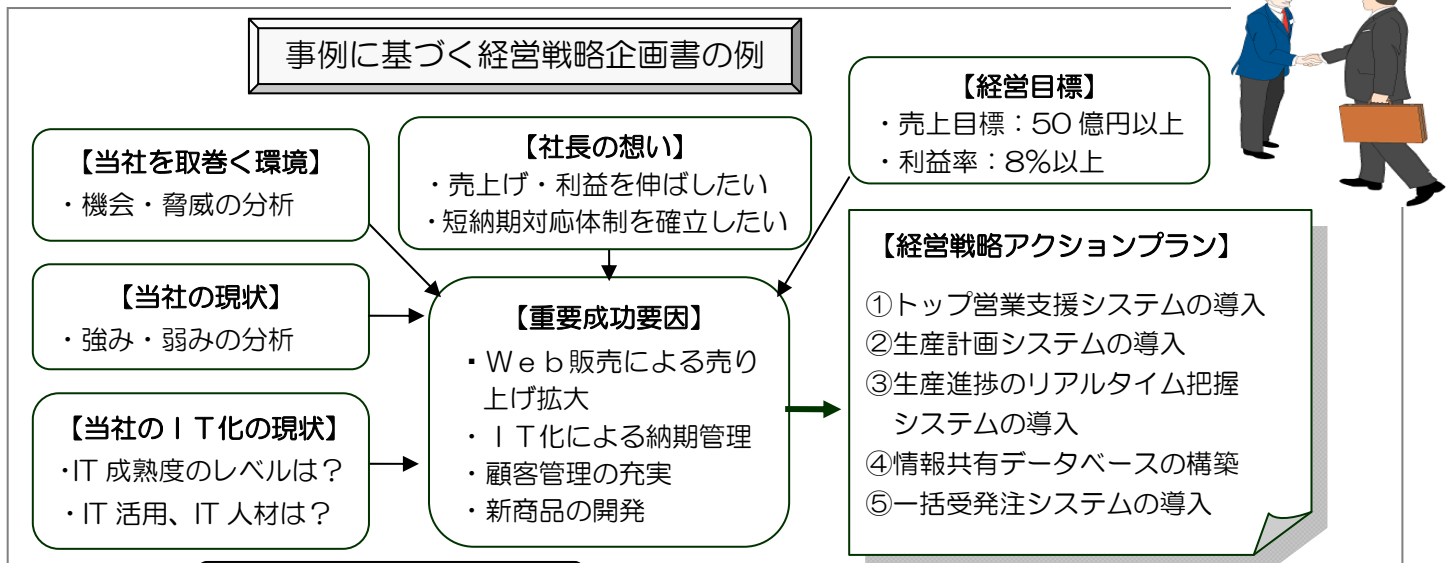 事例に基づく経営戦略企画書の例
【経営目標】
・売上目標：50億円以上
・利益率：8％以上
【社長の想い】
・売上げ・利益を伸ばしたい
・短納期対応体制を確立したい
【当社を取巻く環境】
・機会・脅威の分析
【当社の現状】
・強み・弱みの分析
【当社のＩＴ化の現状】
・IT 成熟度のレベルは？
・IT 活用、IT 人材は？
【重要成功要因】
・Ｗｅｂ販売による売り
上げ拡大
・ＩＴ化による納期管理
・顧客管理の充実
・新商品の開発
【経営戦略アクションプラン】
①トップ営業支援システムの導入
②生産計画システムの導入
③生産進捗のリアルタイム把握
システムの導入
④情報共有データベースの構築
⑤一括受発注システムの導入